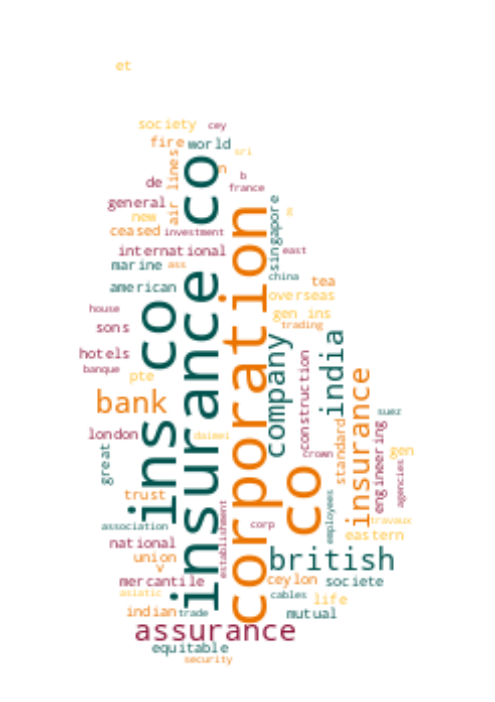 et
society cey
fire world
sri
n
air lines
de
b
france
general
new
singapore
g
ceased investment
insurance co
corporation
international
east
marine ass
china
american
tea
overseas
house
gen ins
sons
trading
ins co
company
india
hotels
banque
construction
pte
bank
insurance
suez
london
daimei
crown
standard
engineering
gen
great
co
agencies
trust
employees
association
corp
travaux
establishment
national
eastern
union
british
v
mercantile
ceylon societe
asiatic
cables life
indian trade
mutual
assurance
equitable
security